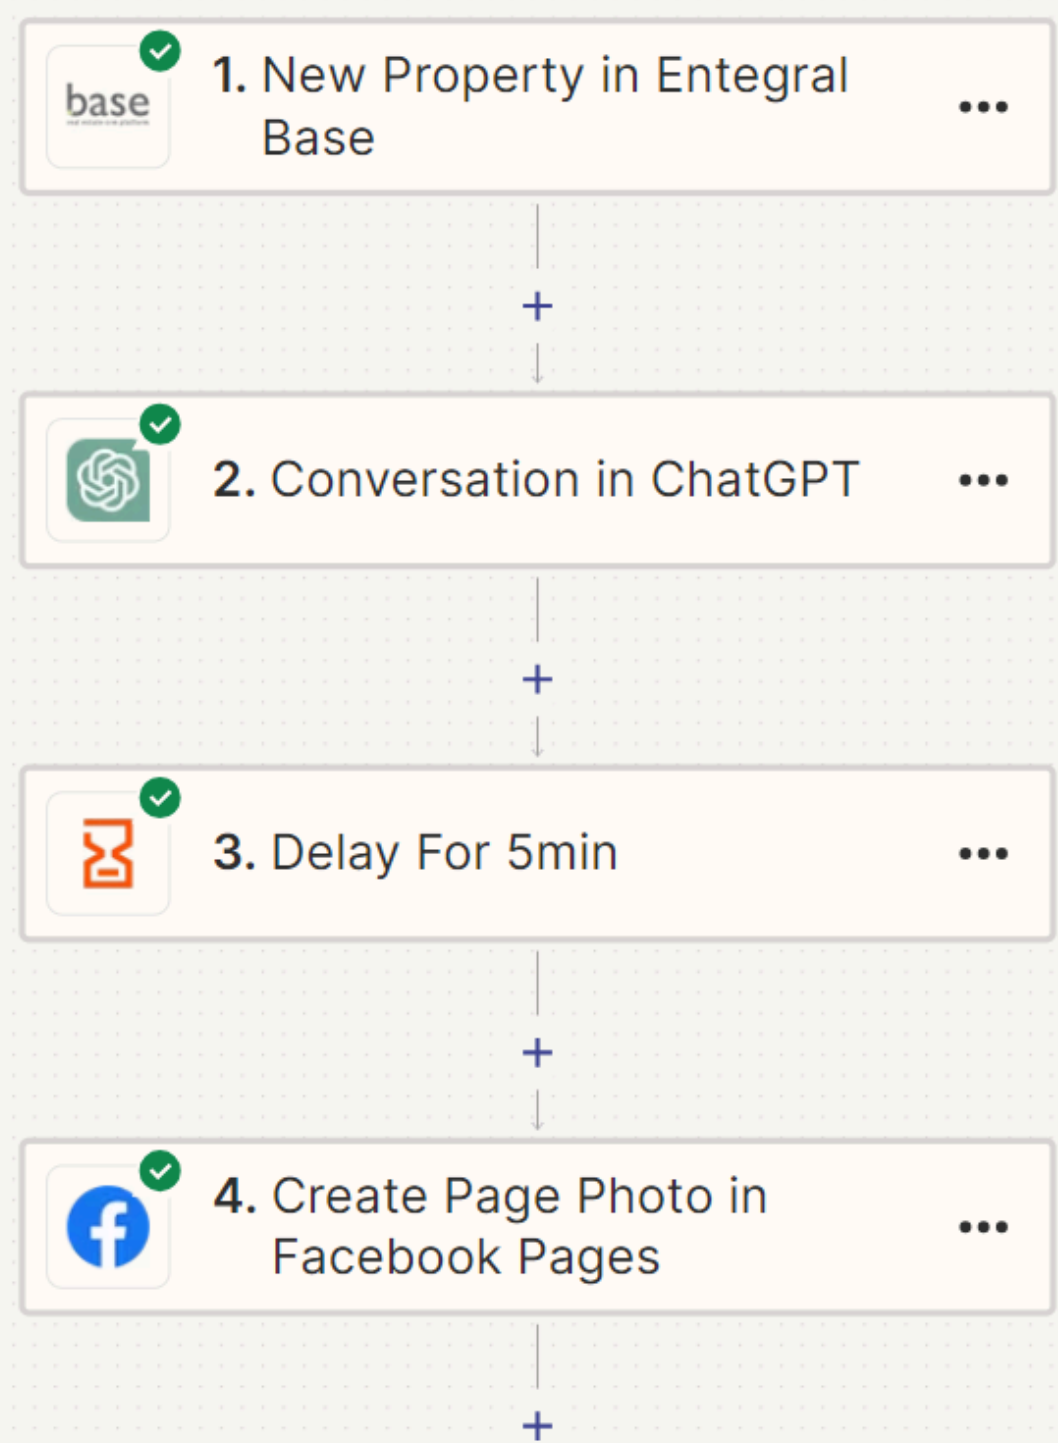 base
1. New Property in Entegral
Base
2. Conversation in ChatGPT
3. Delay For 5min
4. Create Page Photo in
Facebook Pages